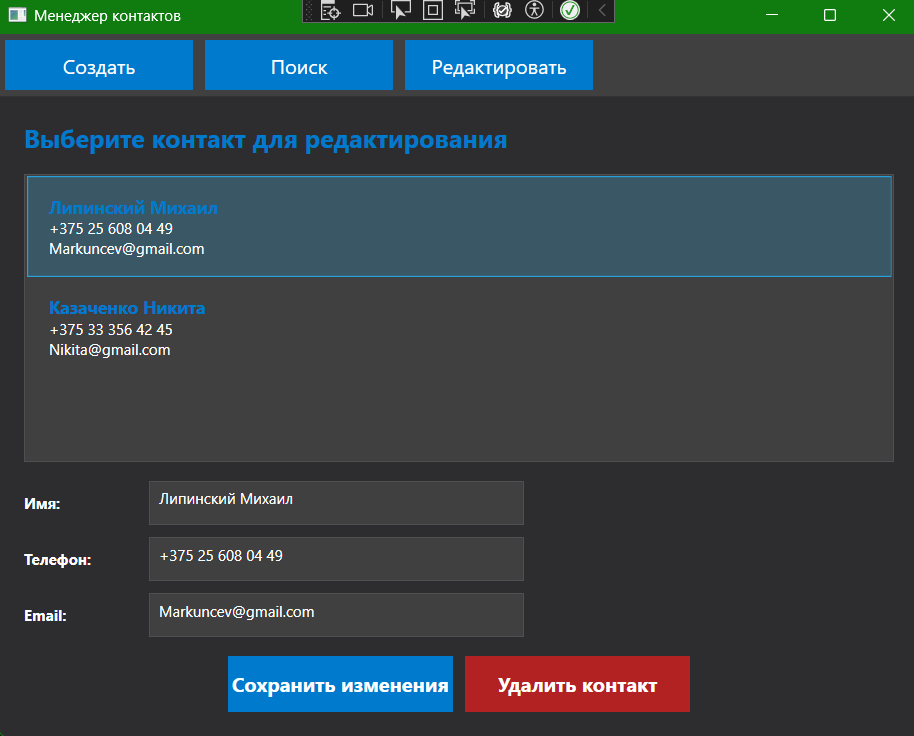 Менеджер контактов
Создать Поиск Редактировать
Выберите контакт для редактирования
Липинский Михаил
+375 25 608 04 49
Markuncev@gmail.com
Казаченко Никита
+375 33 356 42 45
Nikita@gmail.com
Имя: Липинский Михаил
Телефон: +375 25 608 04 49
Email: Markuncev@gmail.com
Сохранить изменения Удалить контакт